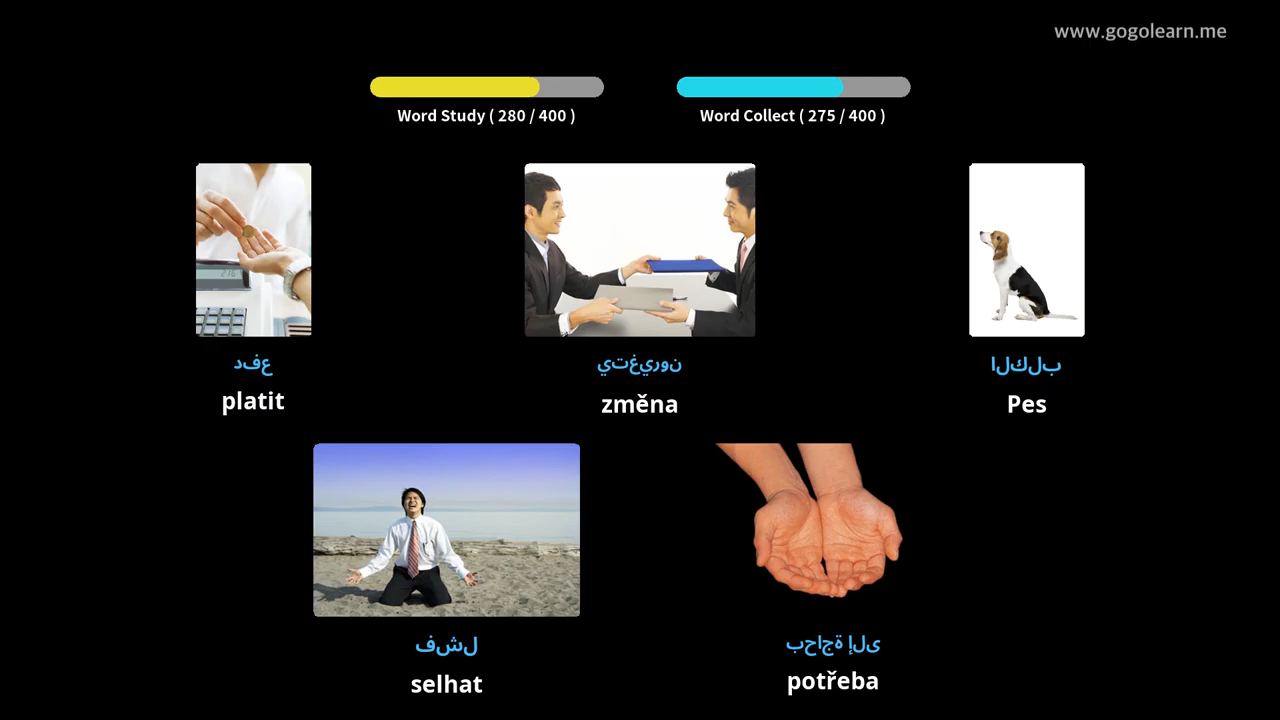 www.gogolearn.me
Word Study ( 280 / 400 )
Word Collect ( 275 / 400 )
دفع
platit
يتغيرون
změna
الكلب
Pes
فشل
selhat
بحاجة إلى
potřeba